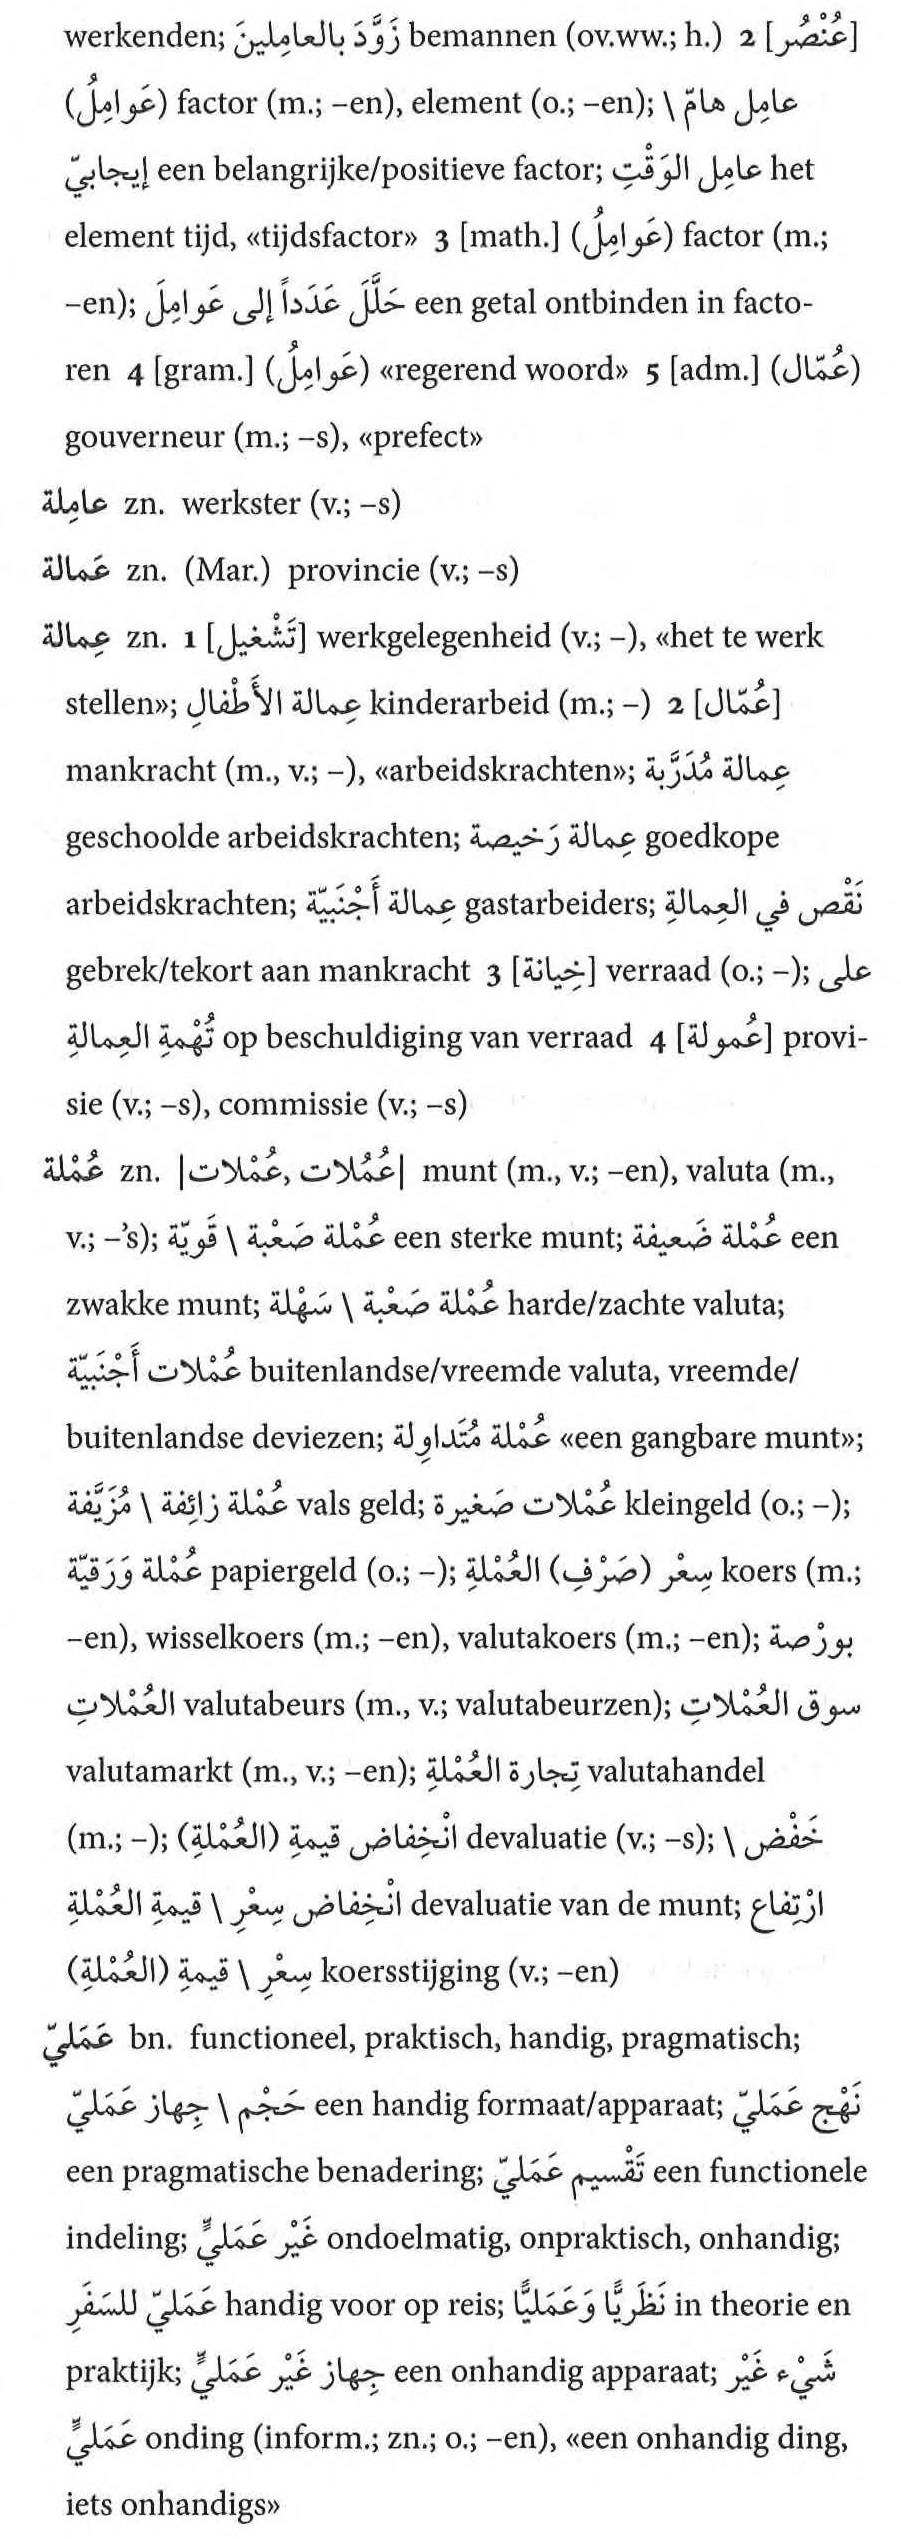 werkenden; زَوَّدَ بالعامِلينَ bemannen (ov.ww.; h.) 2 [عُنْصُر]
(عَوامِلُ) factor (m.; –en), element (o.; –en); عامِل هامّ \
إيجابيّ een belangrijke/positieve factor; عامِل الوَقْتِ het
element tijd, «tijdsfactor» 3 [math.] (عَوامِلُ) factor (m.;
–en); حَلَّلَ عَدَداً إلى عَوامِلَ een getal ontbinden in facto-
ren 4 [gram.] (عَوامِلُ) «regerend woord» 5 [adm.] (عُمّال)
gouverneur (m.; –s), «prefect»
عامِلة zn. werkster (v.; –s)
عَمالة zn. (Mar.) provincie (v.; –s)
عِمالة zn. 1 [تَشْغيل] werkgelegenheid (v.; –), «het te werk
stellen»; عِمالة الأَطْفالِ kinderarbeid (m.; –) 2 [عُمّال]
mankracht (m., v.; –), «arbeidskrachten»; عِمالة مُدَرَّبة
geschoolde arbeidskrachten; عِمالة رَخيصة goedkope
arbeidskrachten; عِمالة أَجْنَبيّة gastarbeiders; نَقْص في العِمالةِ
gebrek/tekort aan mankracht 3 [خِيانة] verraad (o.; –); على
تُهْمةِ العِمالةِ op beschuldiging van verraad 4 [عُمولة] provi-
sie (v.; –s), commissie (v.; –s)
عُمْلة zn. |عُمْلات, عُمُلات| munt (m., v.; –en), valuta (m.,
v.; –’s); عُمْلة صَعْبة \ قَويّة een sterke munt; عُمْلة ضَعيفة een
zwakke munt; عُمْلة صَعْبة \ سَهْلة harde/zachte valuta;
عُمْلات أَجْنَبيّة buitenlandse/vreemde valuta, vreemde/
buitenlandse deviezen; عُمْلة مُتَداوِلة «een gangbare munt»;
عُمْلة زائِفة \ مُزَيَّفة vals geld; عُمْلات صَغيرة kleingeld (o.; –);
عُمْلة وَرَقيّة papiergeld (o.; –); سِعْر (صَرْفِ) العُمْلةِ koers (m.;
–en), wisselkoers (m.; –en), valutakoers (m.; –en); بورْصة
العُمْلاتِ valutabeurs (m., v.; valutabeurzen); سوق العُمْلاتِ
valutamarkt (m., v.; –en); تِجارة العُمْلةِ valutahandel
(m.; –); انْخِفاض قيمةِ (العُمْلةِ) devaluatie (v.; –s); خَفْض \
انْخِفاض سِعْرِ \ قيمةِ العُمْلةِ devaluatie van de munt; ارْتِفاع
سِعْرِ \ قيمةِ (العُمْلةِ) koersstijging (v.; –en)
عَمَليّ bn. functioneel, praktisch, handig, pragmatisch;
حَجْم \ جِهاز عَمَليّ een handig formaat/apparaat; نَهْج عَمَليّ
een pragmatische benadering; تَقْسيم عَمَليّ een functionele
indeling; غَيْر عَمَليٍّ ondoelmatig, onpraktisch, onhandig;
عَمَليّ للسَفَرِ handig voor op reis; نَظَريًّا وَعَمَليًّا in theorie en
praktijk; جِهاز غَيْر عَمَليٍّ een onhandig apparaat; شَيْء غَيْر
عَمَليٍّ onding (inform.; zn.; o.; –en), «een onhandig ding,
iets onhandigs»